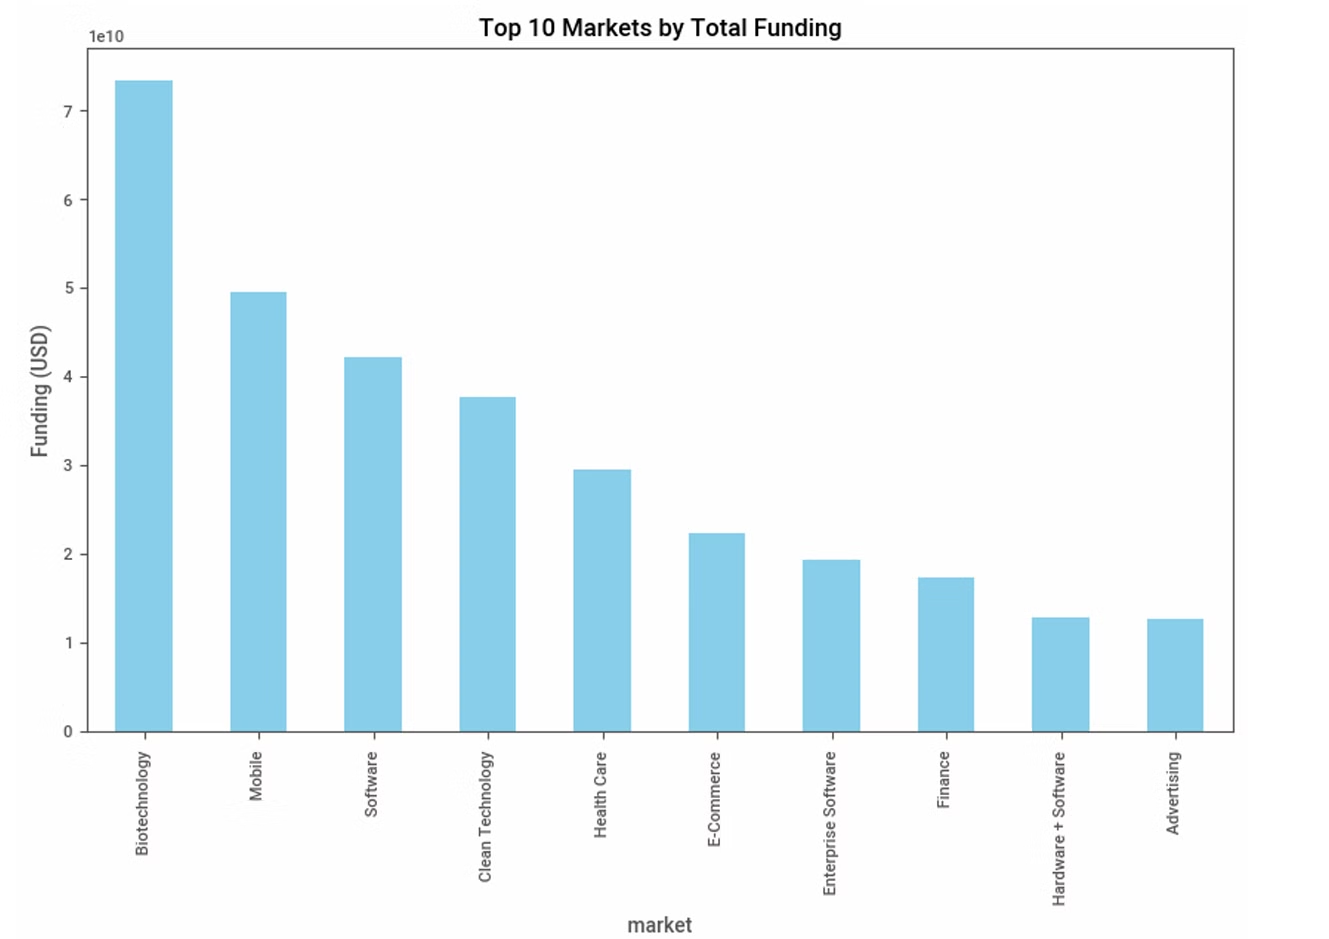 Top 10 Markets by Total Funding
1e10
7
6
5
4
3
2
1
0
Funding (USD)
Biotechnology
Mobile
Software
Clean Technology
Health Care
E-Commerce
Enterprise Software
Finance
Hardware + Software
Advertising
market